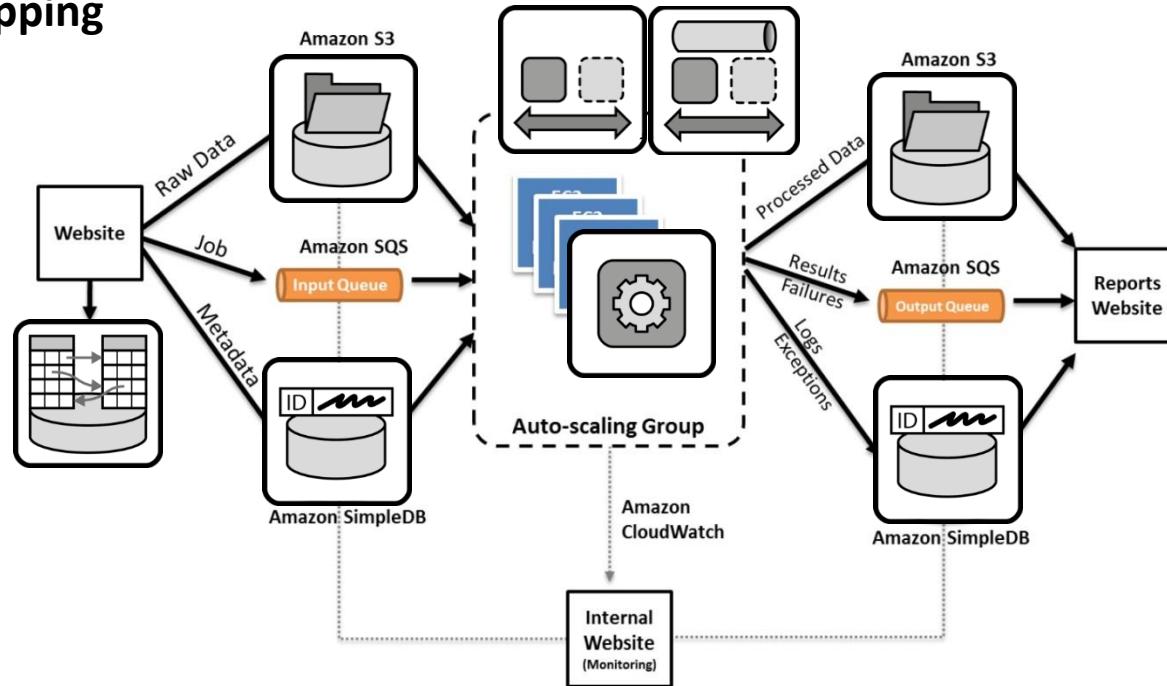 pping
Amazon S3
Raw Data
Website
Job
Amazon SQS
Input Queue
Metadata
ID
Amazon SimpleDB
EC2
EC2
Auto-scaling Group
Amazon
CloudWatch
Internal
Website
(Monitoring)
Processed Data
Amazon S3
Results
Failures
Amazon SQS
Output Queue
Logs
Exceptions
ID
Amazon SimpleDB
Reports
Website